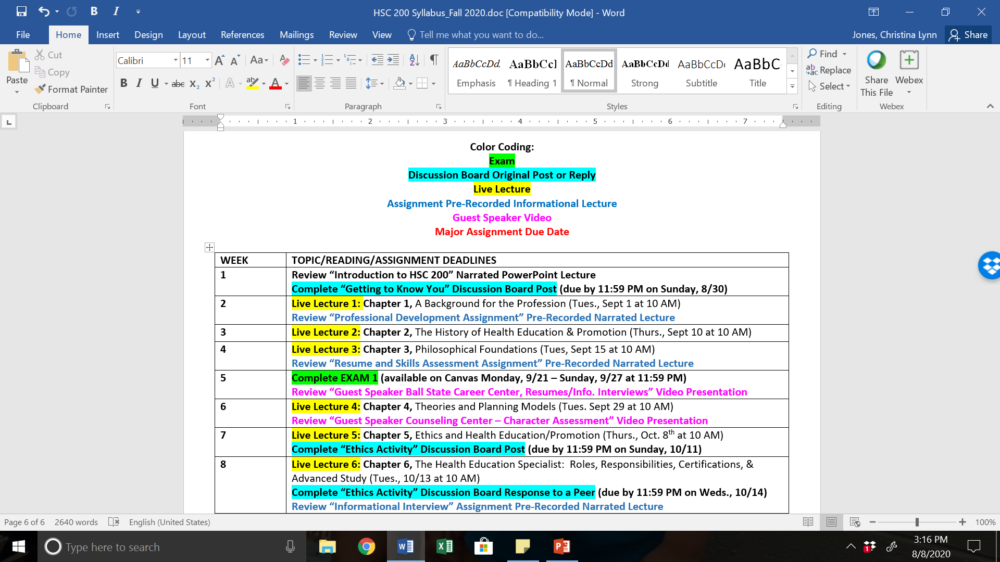 HSC 200 Syllabus_Fall 2020.doc [Compatibility Mode] - Word
File Home Insert Design Layout References Mailings Review View Tell me what you want to do... Jones, Christina Lynn Share
Paste Cut Copy Format Painter Clipboard
Calibri 11 Font
Paragraph
AaBbCcDd. AaBbCcI AaBbCcDd AaBbCcDd AaBbCcD( AaBbC
Emphasis ¶ Heading 1 ¶ Normal Strong Subtitle Title
Styles
Find
Replace
Select
Editing
Share This File Webex
Webex
1 2 3 4 5 6 7
Color Coding:
Exam
Discussion Board Original Post or Reply
Live Lecture
Assignment Pre-Recorded Informational Lecture
Guest Speaker Video
Major Assignment Due Date
WEEK TOPIC/READING/ASSIGNMENT DEADLINES
1 Review “Introduction to HSC 200” Narrated PowerPoint Lecture
Complete “Getting to Know You” Discussion Board Post (due by 11:59 PM on Sunday, 8/30)
2 Live Lecture 1: Chapter 1, A Background for the Profession (Tues., Sept 1 at 10 AM)
Review “Professional Development Assignment” Pre-Recorded Narrated Lecture
3 Live Lecture 2: Chapter 2, The History of Health Education & Promotion (Thurs., Sept 10 at 10 AM)
4 Live Lecture 3: Chapter 3, Philosophical Foundations (Tues, Sept 15 at 10 AM)
Review “Resume and Skills Assessment Assignment” Pre-Recorded Narrated Lecture
5 Complete EXAM 1 (available on Canvas Monday, 9/21 – Sunday, 9/27 at 11:59 PM)
Review “Guest Speaker Ball State Career Center, Resumes/Info. Interviews” Video Presentation
6 Live Lecture 4: Chapter 4, Theories and Planning Models (Tues. Sept 29 at 10 AM)
Review “Guest Speaker Counseling Center – Character Assessment” Video Presentation
7 Live Lecture 5: Chapter 5, Ethics and Health Education/Promotion (Thurs., Oct. 8th at 10 AM)
Complete “Ethics Activity” Discussion Board Post (due by 11:59 PM on Sunday, 10/11)
8 Live Lecture 6: Chapter 6, The Health Education Specialist: Roles, Responsibilities, Certifications, &
Advanced Study (Tues., 10/13 at 10 AM)
Complete “Ethics Activity” Discussion Board Response to a Peer (due by 11:59 PM on Weds., 10/14)
Review “Informational Interview” Assignment Pre-Recorded Narrated Lecture
Page 6 of 6 2640 words English (United States) 100%
Type here to search
3:16 PM
8/8/2020